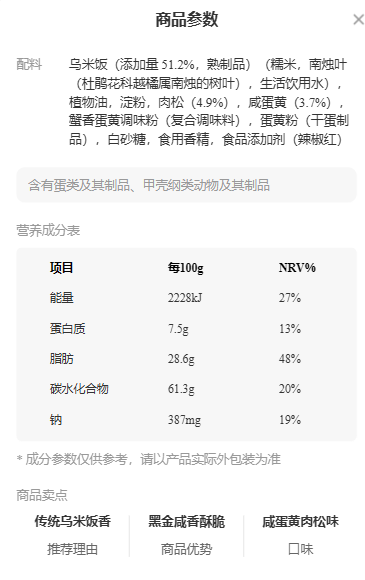 商品参数
配料
乌米饭（添加量 51.2%，熟制品）（糯米，南烛叶
（杜鹃花科越橘属南烛的树叶），生活饮用水），
植物油，淀粉，肉松（4.9%），咸蛋黄（3.7%），
蟹香蛋黄调味粉（复合调味料），蛋黄粉（干蛋制
品），白砂糖，食用香精，食品添加剂（辣椒红）
含有蛋类及其制品、甲壳纲类动物及其制品
营养成分表
项目 每100g NRV%
能量 2228kJ 27%
蛋白质 7.5g 13%
脂肪 28.6g 48%
碳水化合物 61.3g 20%
钠 387mg 19%
* 成分参数仅供参考，请以产品实际外包装为准
商品卖点
传统乌米饭香 黑金咸香酥脆 咸蛋黄肉松味
推荐理由 商品优势 口味